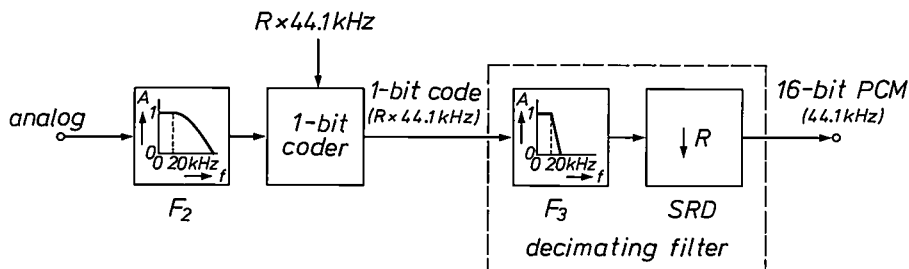 R×44.1kHz
analog
A
1
0
0 20kHz
f
F2
1-bit
coder
1-bit code
(R×44.1kHz)
A
1
0
0 20kHz
f
F3
↓ R
SRD
decimating filter
16-bit PCM
(44.1kHz)